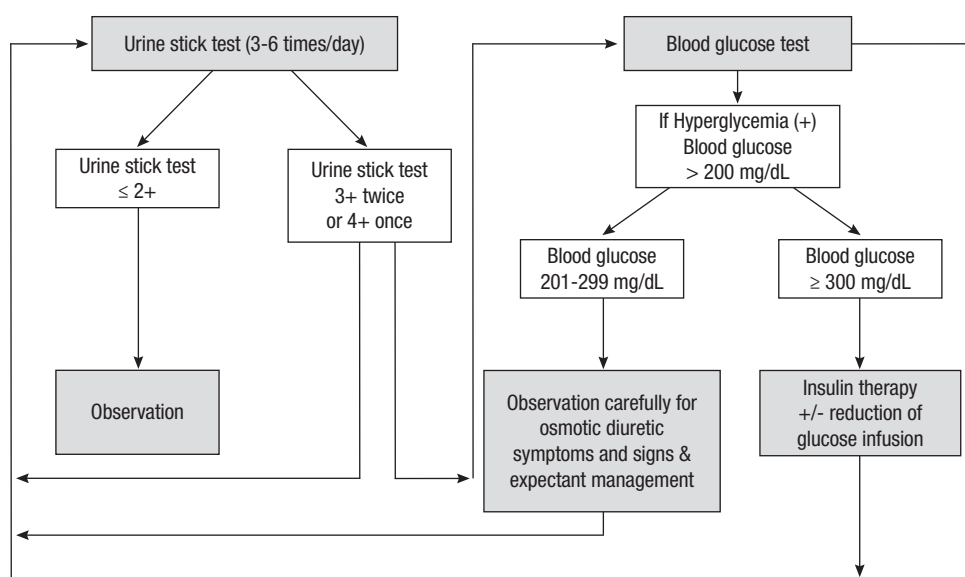 Urine stick test (3-6 times/day)
Blood glucose test
If Hyperglycemia (+)
Blood glucose
> 200 mg/dL
Urine stick test
≤ 2+
Urine stick test
3+ twice
or 4+ once
Blood glucose
201-299 mg/dL
Blood glucose
≥ 300 mg/dL
Observation
Observation carefully for
osmotic diuretic
symptoms and signs &
expectant management
Insulin therapy
+/- reduction of
glucose infusion